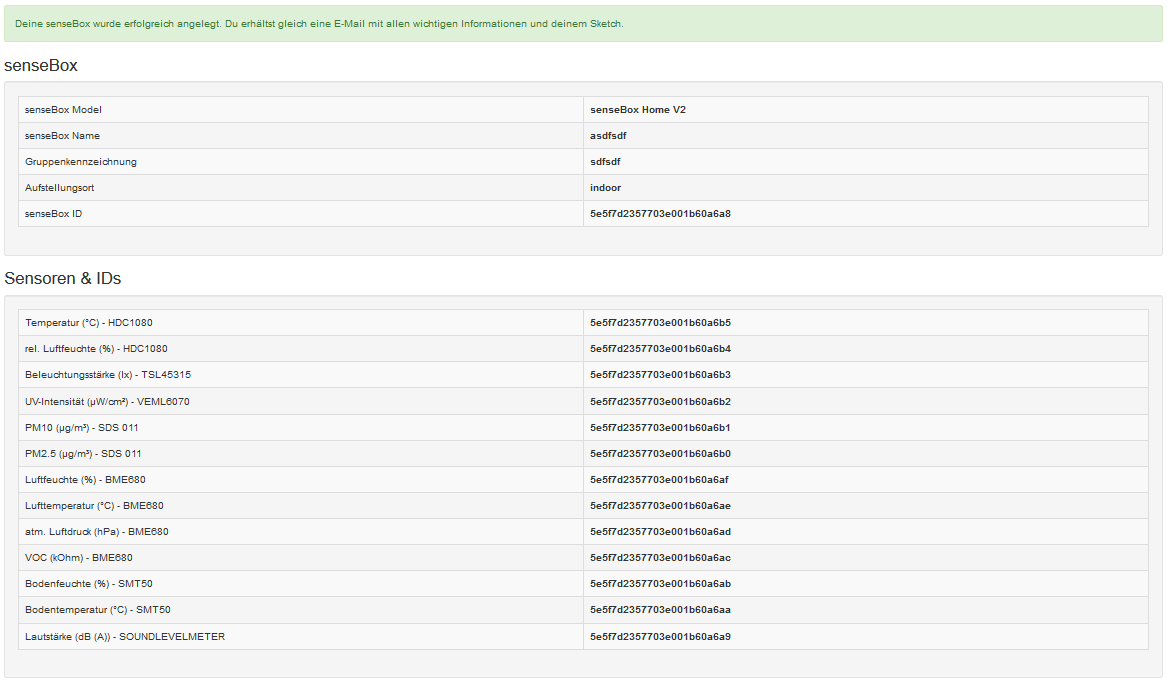 Deine senseBox wurde erfolgreich angelegt. Du erhältst gleich eine E-Mail mit allen wichtigen Informationen und deinem Sketch.
senseBox
senseBox Model senseBox Home V2
senseBox Name asdfsdf
Gruppenkennzeichnung sdfsdf
Aufstellungsort indoor
senseBox ID 5e5f7d2357703e001b60a6a8
Sensoren & IDs
Temperatur (°C) - HDC1080 5e5f7d2357703e001b60a6b5
rel. Luftfeuchte (%) - HDC1080 5e5f7d2357703e001b60a6b4
Beleuchtungsstärke (lx) - TSL45315 5e5f7d2357703e001b60a6b3
UV-Intensität (μW/cm²) - VEML6070 5e5f7d2357703e001b60a6b2
PM10 (µg/m³) - SDS 011 5e5f7d2357703e001b60a6b1
PM2.5 (µg/m³) - SDS 011 5e5f7d2357703e001b60a6b0
Luftfeuchte (%) - BME680 5e5f7d2357703e001b60a6af
Lufttemperatur (°C) - BME680 5e5f7d2357703e001b60a6ae
atm. Luftdruck (hPa) - BME680 5e5f7d2357703e001b60a6ad
VOC (kOhm) - BME680 5e5f7d2357703e001b60a6ac
Bodenfeuchte (%) - SMT50 5e5f7d2357703e001b60a6ab
Bodentemperatur (°C) - SMT50 5e5f7d2357703e001b60a6aa
Lautstärke (dB (A)) - SOUNDLEVELMETER 5e5f7d2357703e001b60a6a9